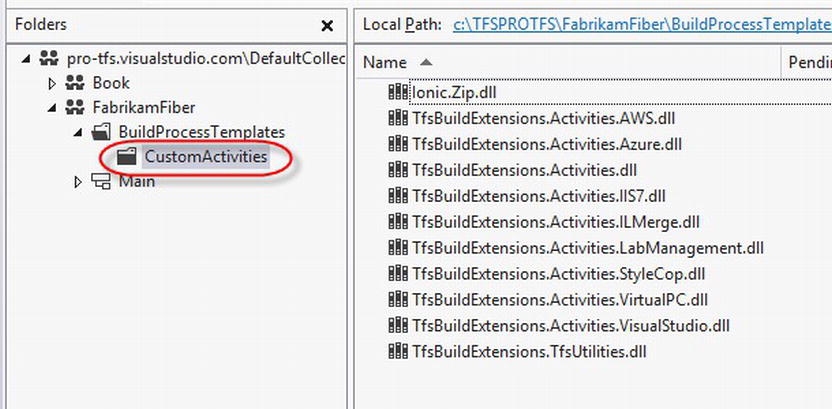 Folders
pro-tfs.visualstudio.com\DefaultCollec
Book
FabrikamFiber
BuildProcessTemplates
CustomActivities
Main
Local Path: c:\TFSPROTFS\FabrikamFiber\BuildProcessTemplate
Name Pendin
Ionic.Zip.dll
TfsBuildExtensions.Activities.AWS.dll
TfsBuildExtensions.Activities.Azure.dll
TfsBuildExtensions.Activities.dll
TfsBuildExtensions.Activities.IIS7.dll
TfsBuildExtensions.Activities.ILMerge.dll
TfsBuildExtensions.Activities.LabManagement.dll
TfsBuildExtensions.Activities.StyleCop.dll
TfsBuildExtensions.Activities.VirtualPC.dll
TfsBuildExtensions.Activities.VisualStudio.dll
TfsBuildExtensions.TfsUtilities.dll